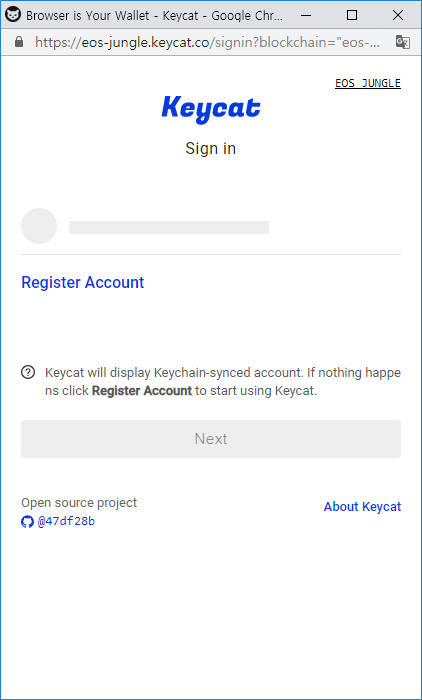 Browser is Your Wallet - Keycat - Google Chr...
https://eos-jungle.keycat.co/signin?blockchain="eos-...
EOS JUNGLE
Keycat
Sign in
Register Account
Keycat will display Keychain-synced account. If nothing happe
ns click Register Account to start using Keycat.
Next
Open source project
About Keycat
@47df28b